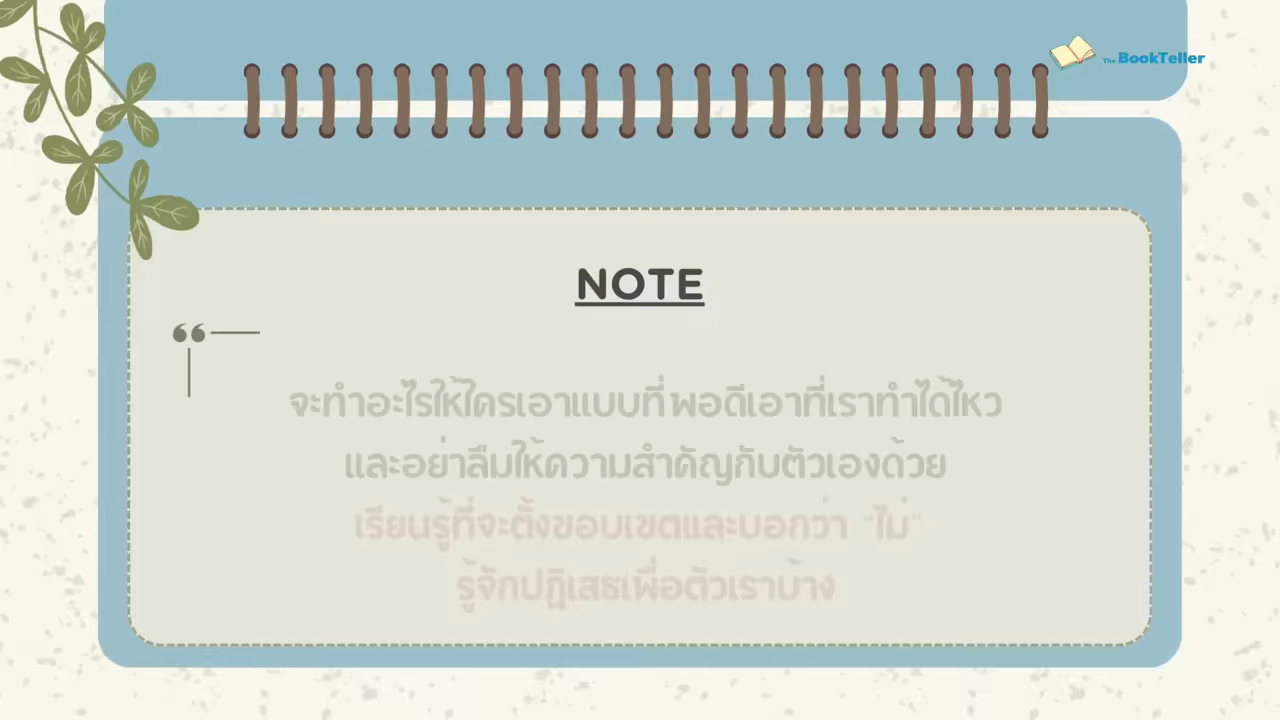 The BookTeller
NOTE
“
จะทำอะไรให้ใครเอาแบบที่พอดีเอาที่เราทำได้ไหว
และอย่าลืมให้ความสำคัญกับตัวเองด้วย
เรียนรู้ที่จะตั้งขอบเขตและบอกว่า "ไม่"
รู้จักปฏิเสธเพื่อตัวเราบ้าง